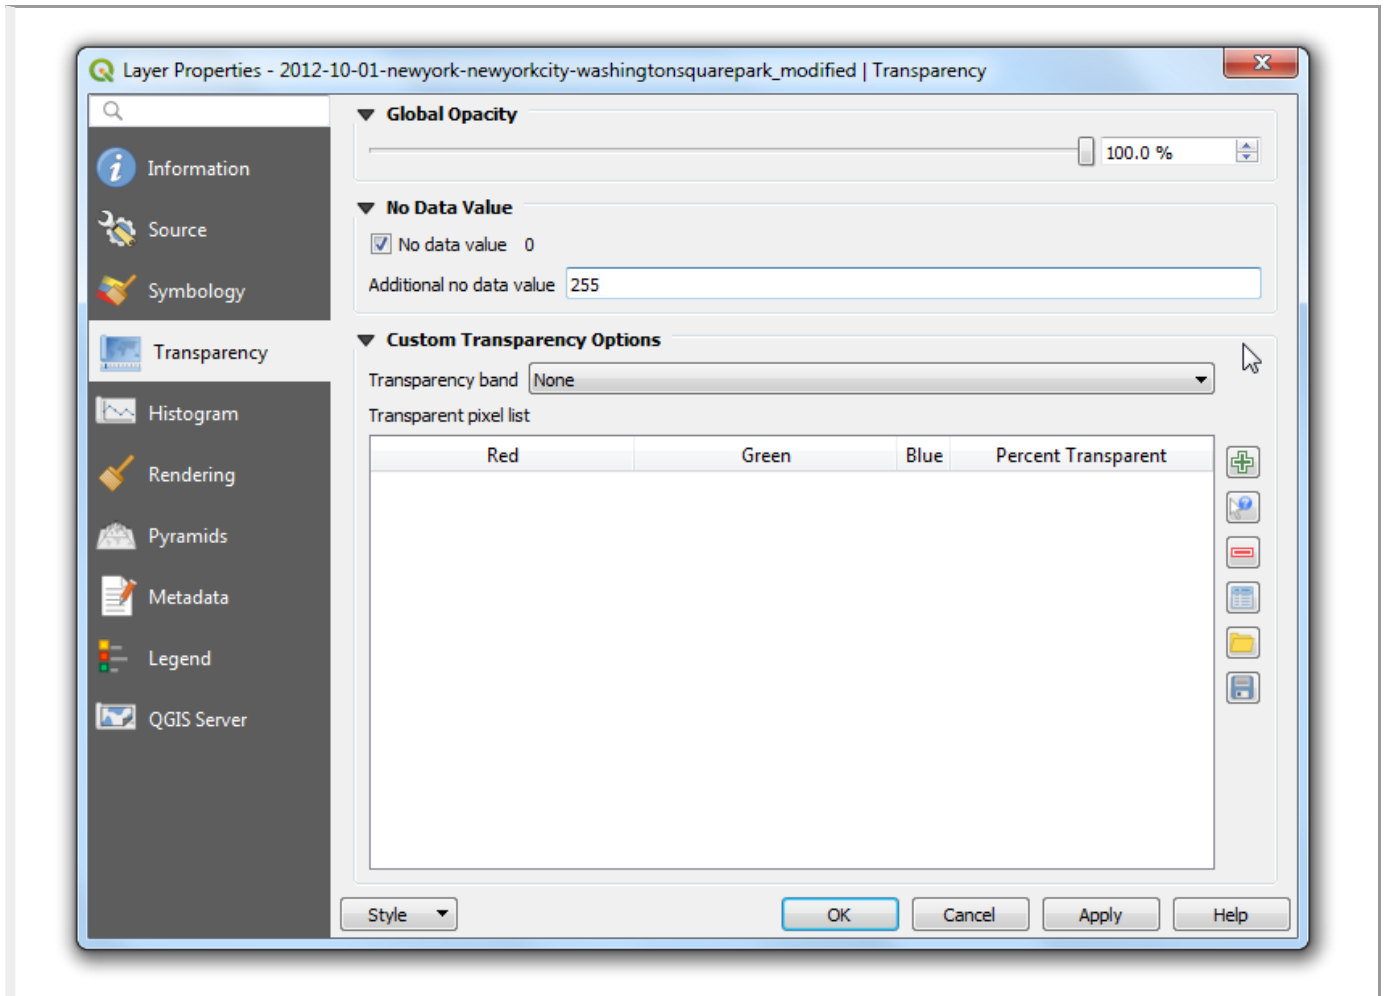 Layer Properties - 2012-10-01-newyork-newyorkcity-washingtonsquarepark_modified | Transparency
Information
Source
Symbology
Transparency
Histogram
Rendering
Pyramids
Metadata
Legend
QGIS Server
Global Opacity
100.0 %
No Data Value
No data value 0
Additional no data value 255
Custom Transparency Options
Transparency band None
Transparent pixel list
Red Green Blue Percent Transparent
Style OK Cancel Apply Help